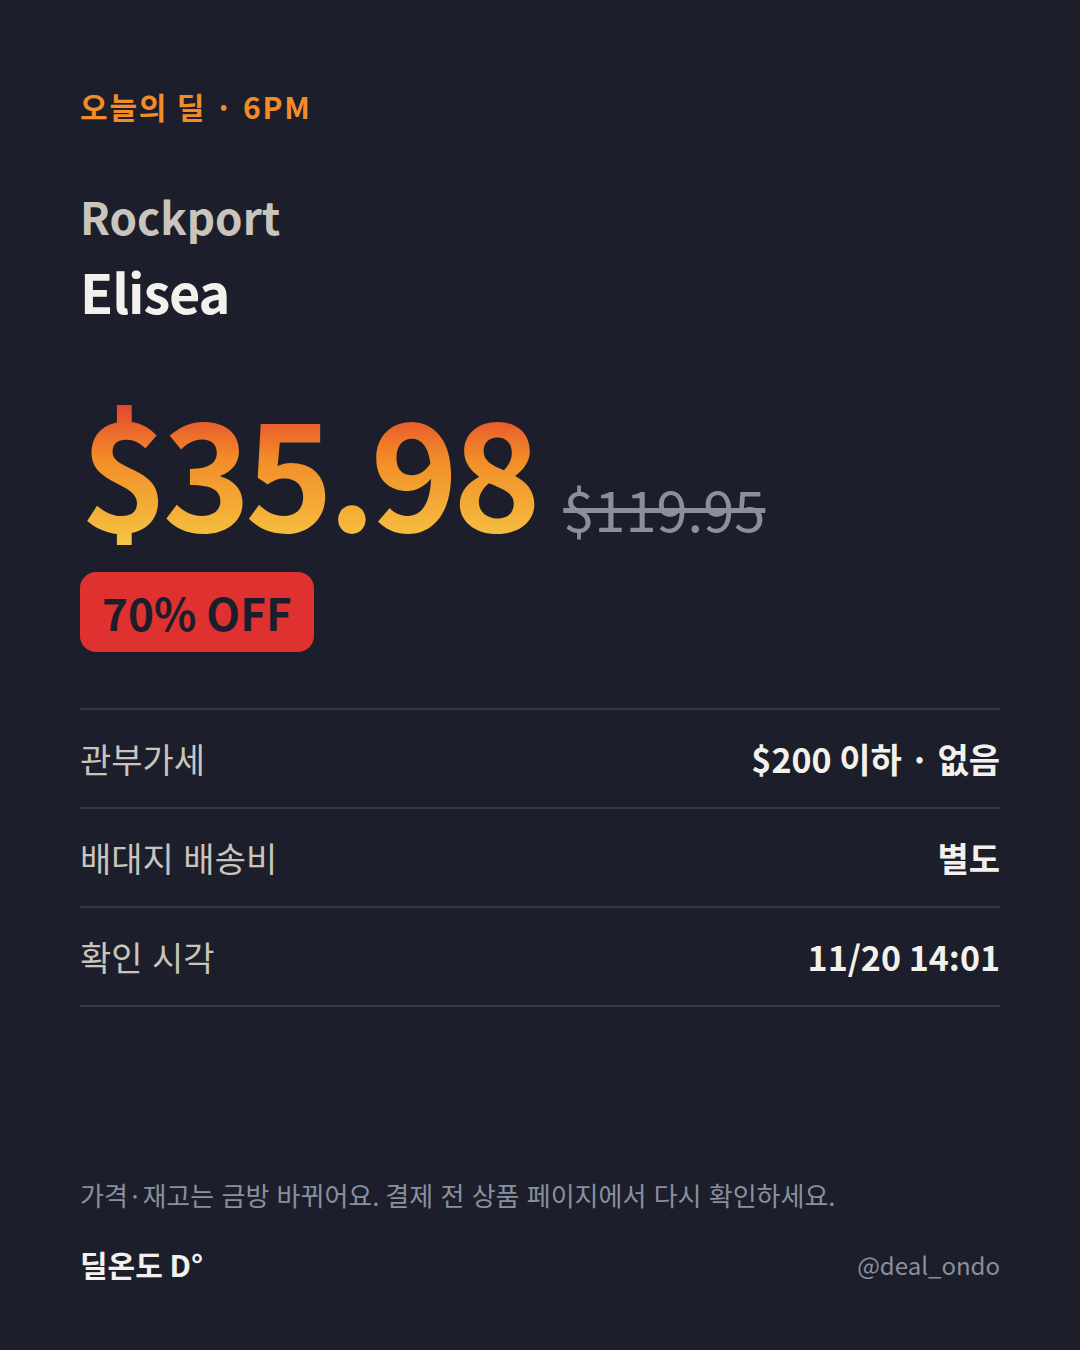 오늘의 딜 · 6PM
Rockport
Elisea
$35.98 $119.95
70% OFF
관부가세 $200 이하 · 없음
배대지 배송비 별도
확인 시각 11/20 14:01
가격·재고는 금방 바뀌어요. 결제 전 상품 페이지에서 다시 확인하세요.
딜온도 D° @deal_ondo